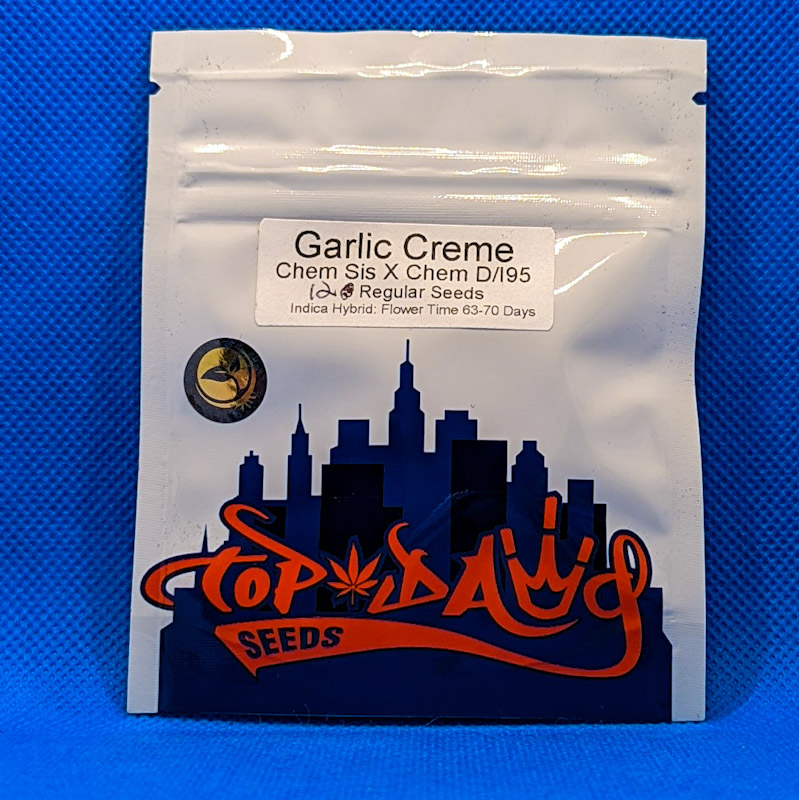 Garlic Creme
Chem Sis X Chem D/I95
12 Regular Seeds
Indica Hybrid: Flower Time 63-70 Days
TOP DAWG
SEEDS